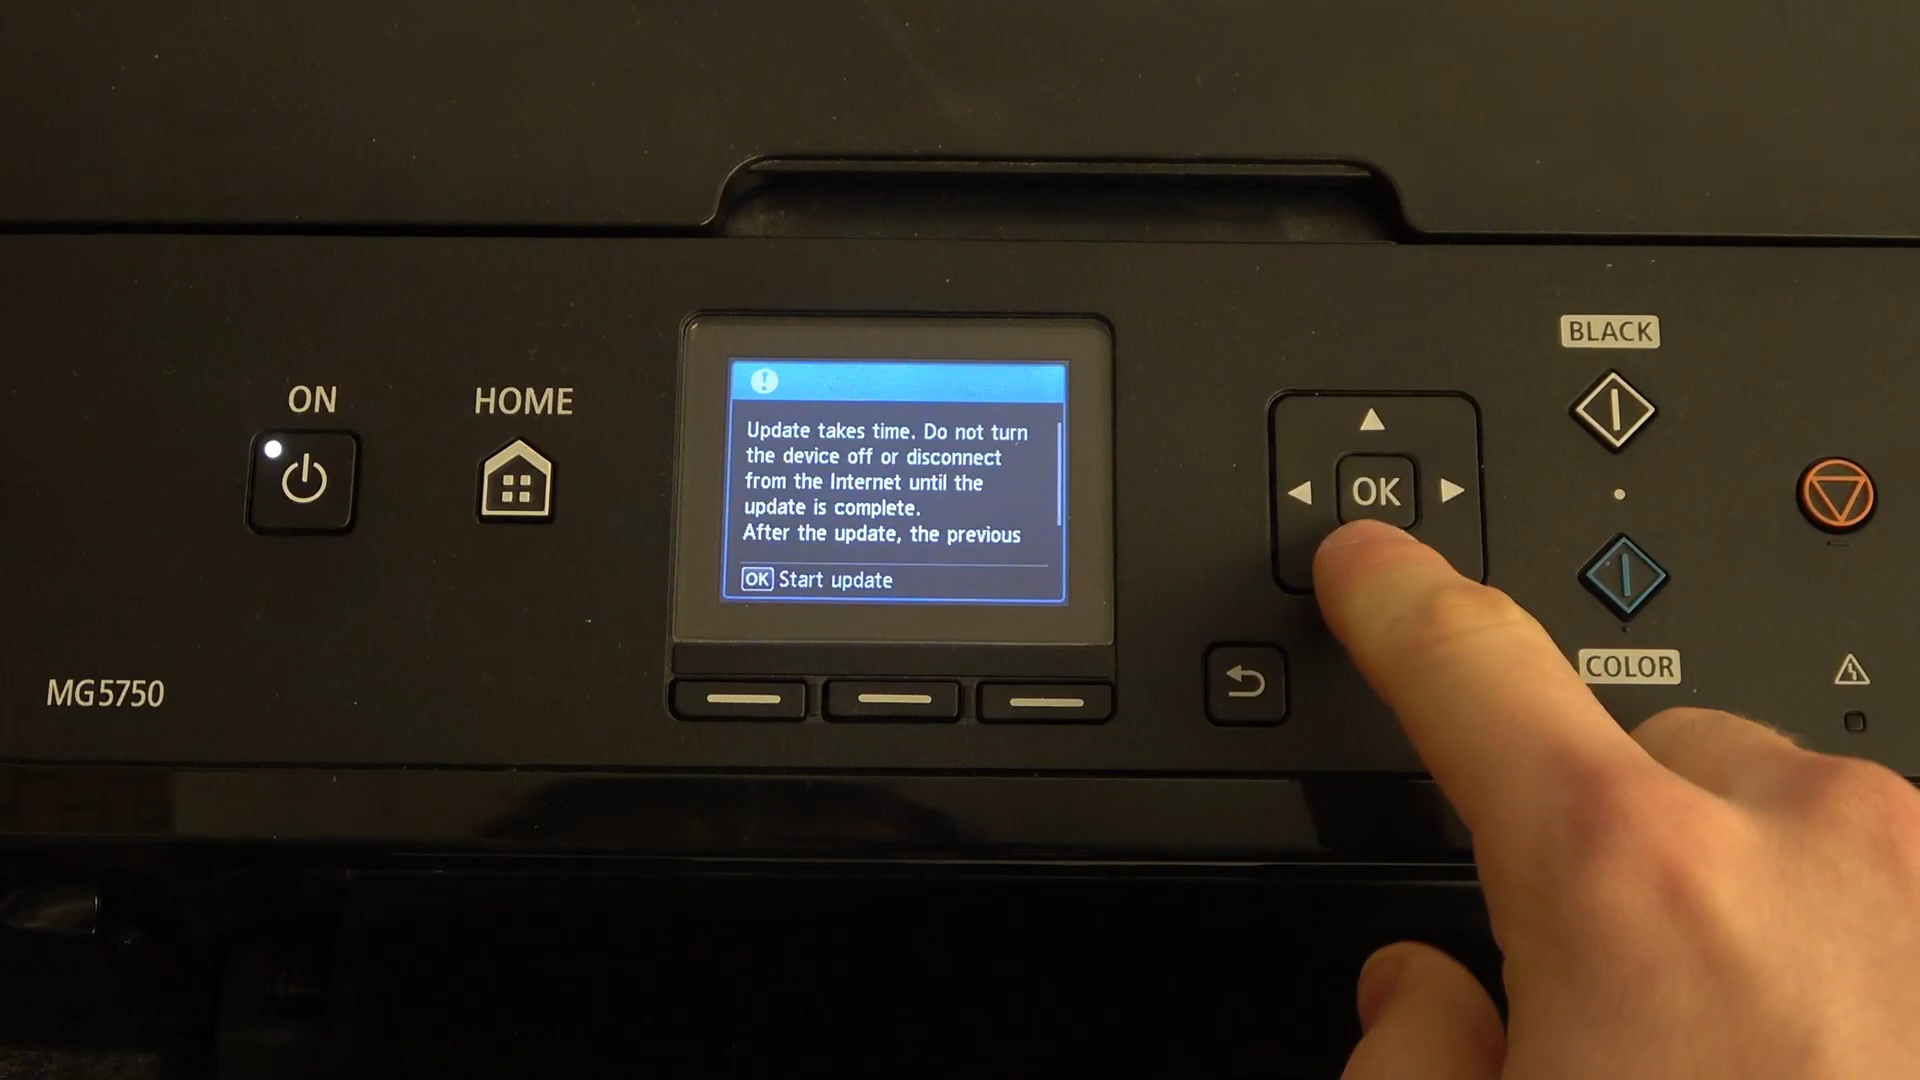 BLACK
ON
HOME
Update takes time. Do not turn
the device off or disconnect
from the Internet until the
update is complete.
After the update, the previous
OK Start update
OK
MG5750
COLOR